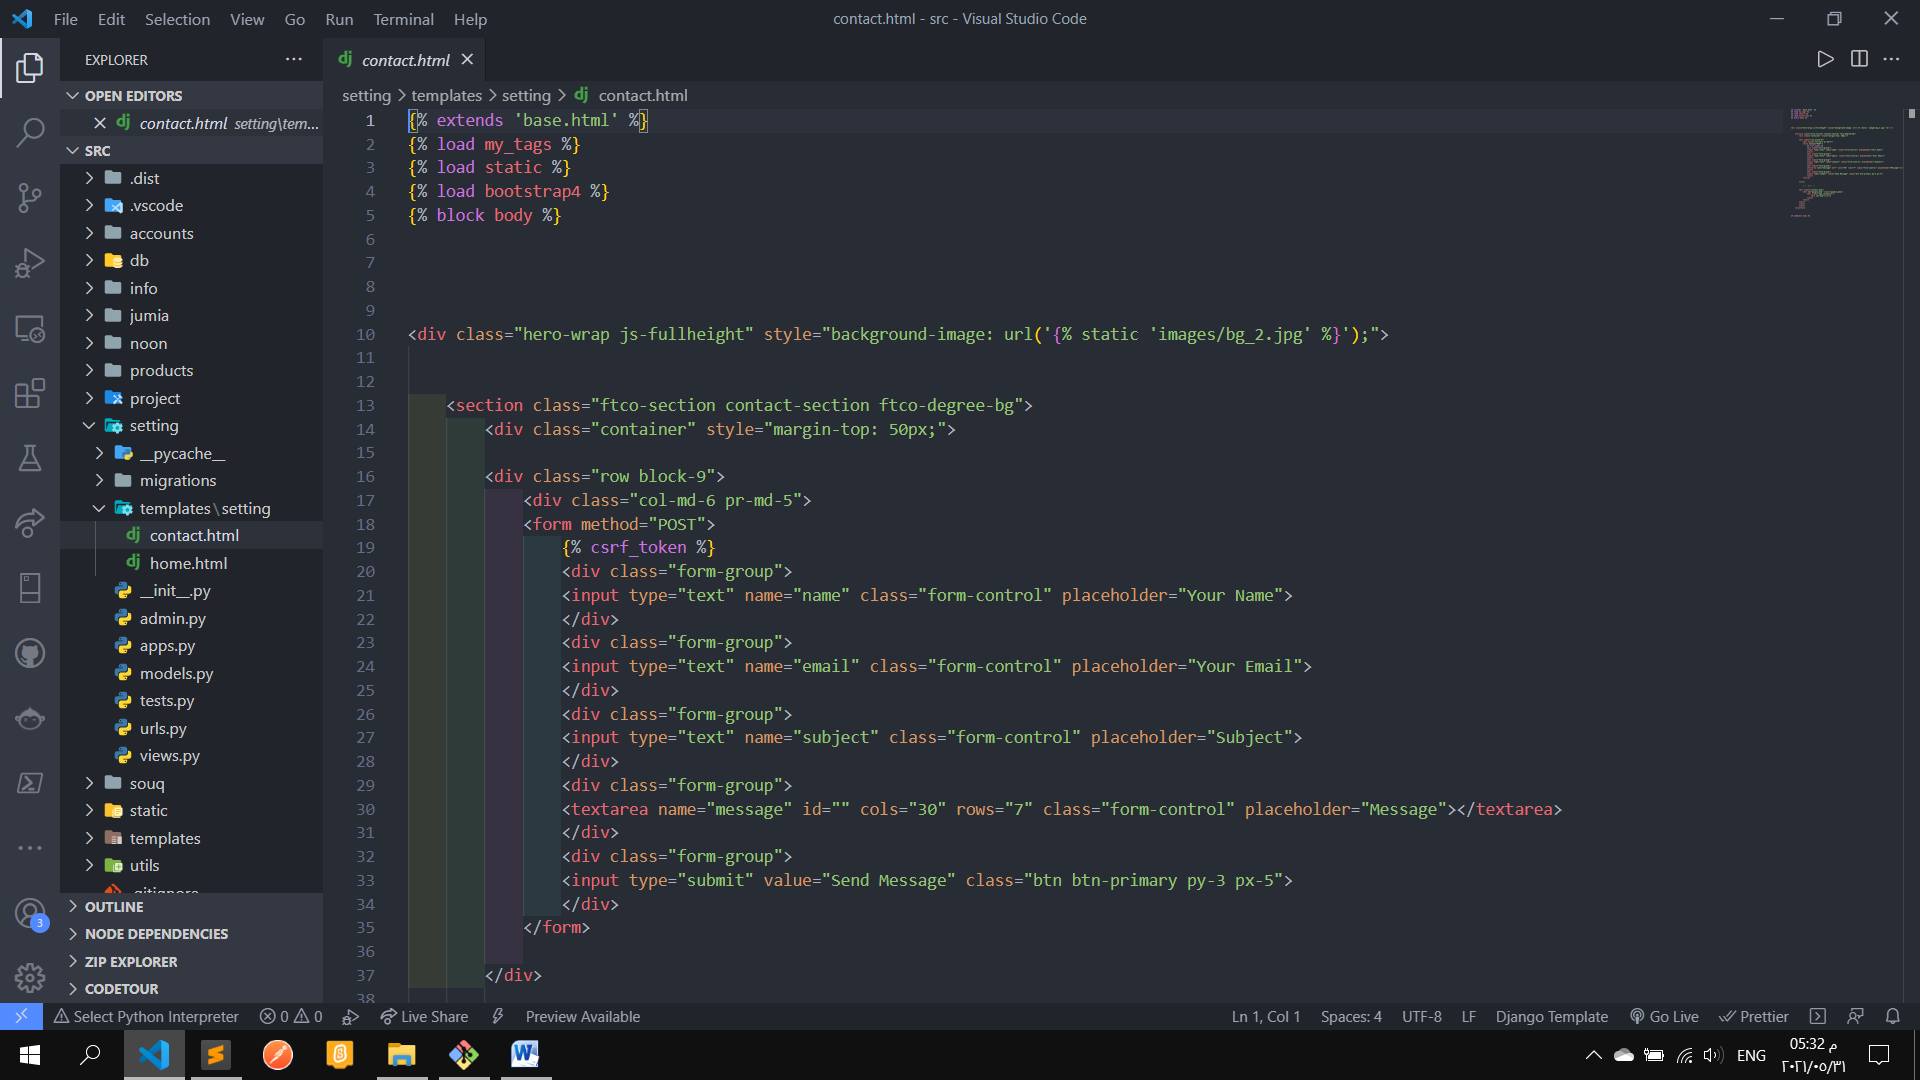 File Edit Selection View Go Run Terminal Help
contact.html - src - Visual Studio Code
EXPLORER
OPEN EDITORS
contact.html setting\tem...
SRC
.dist
.vscode
accounts
db
info
jumia
noon
products
project
setting
__pycache__
migrations
templates\setting
contact.html
home.html
__init__.py
admin.py
apps.py
models.py
tests.py
urls.py
views.py
souq
static
templates
utils
.gitignore
OUTLINE
NODE DEPENDENCIES
ZIP EXPLORER
CODETOUR
3
contact.html
setting > templates > setting > contact.html
1 {% extends 'base.html' %}
2 {% load my_tags %}
3 {% load static %}
4 {% load bootstrap4 %}
5 {% block body %}
6
7
8
9
10 <div class="hero-wrap js-fullheight" style="background-image: url('{% static 'images/bg_2.jpg' %}');">
11
12
13 <section class="ftco-section contact-section ftco-degree-bg">
14 <div class="container" style="margin-top: 50px;">
15
16 <div class="row block-9">
17 <div class="col-md-6 pr-md-5">
18 <form method="POST">
19 {% csrf_token %}
20 <div class="form-group">
21 <input type="text" name="name" class="form-control" placeholder="Your Name">
22 </div>
23 <div class="form-group">
24 <input type="text" name="email" class="form-control" placeholder="Your Email">
25 </div>
26 <div class="form-group">
27 <input type="text" name="subject" class="form-control" placeholder="Subject">
28 </div>
29 <div class="form-group">
30 <textarea name="message" id="" cols="30" rows="7" class="form-control" placeholder="Message"></textarea>
31 </div>
32 <div class="form-group">
33 <input type="submit" value="Send Message" class="btn btn-primary py-3 px-5">
34 </div>
35 </form>
36
37 </div>
38
Select Python Interpreter 0 0 Live Share Preview Available Ln 1, Col 1 Spaces: 4 UTF-8 LF Django Template Go Live Prettier
ENG
05:32 م
٢٠٢١/٠٥/٣١